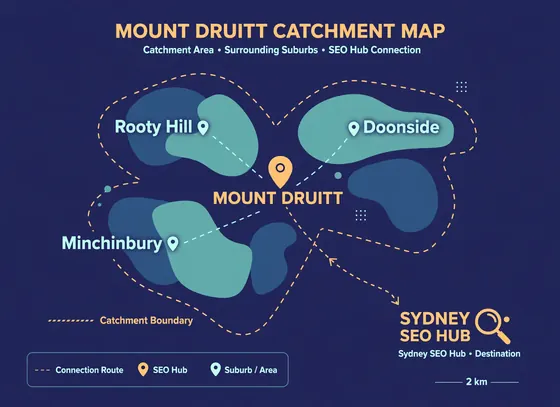 MOUNT DRUITT CATCHMENT MAP
Catchment Area • Surrounding Suburbs • SEO Hub Connection
Rooty Hill
Doonside
MOUNT DRUITT
Minchinbury
Catchment Boundary
SYDNEY
SEO HUB
Sydney SEO Hub • Destination
Connection Route
SEO Hub
Suburb / Area
2 km